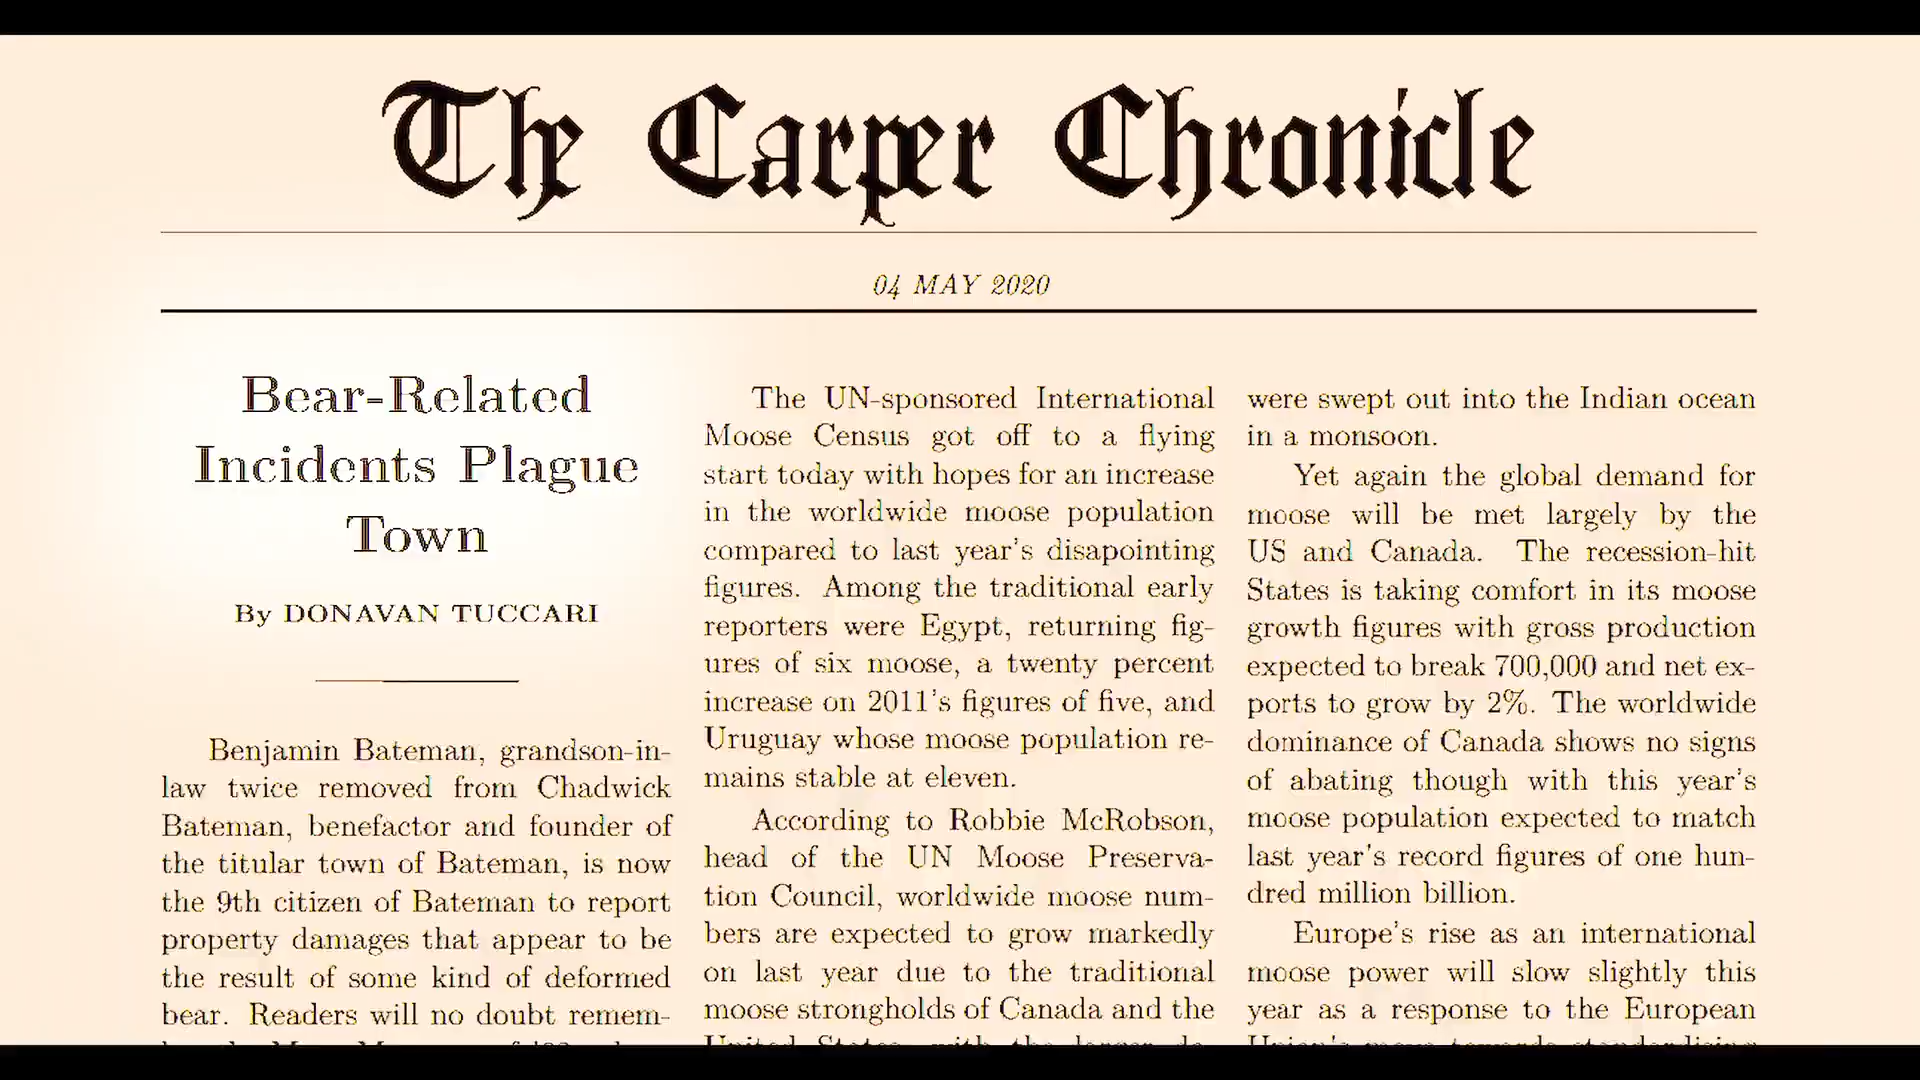 The Carper Chronicle
04 MAY 2020
Bear-Related
Incidents Plague
Town
By DONAVAN TUCCARI
Benjamin Bateman, grandson-in-
law twice removed from Chadwick
Bateman, benefactor and founder of
the titular town of Bateman, is now
the 9th citizen of Bateman to report
property damages that appear to be
the result of some kind of deformed
bear. Readers will no doubt remem-
The UN-sponsored International
Moose Census got off to a flying
start today with hopes for an increase
in the worldwide moose population
compared to last year's disapointing
figures. Among the traditional early
reporters were Egypt, returning fig-
ures of six moose, a twenty percent
increase on 2011's figures of five, and
Uruguay whose moose population re-
mains stable at eleven.
According to Robbie McRobson,
head of the UN Moose Preserva-
tion Council, worldwide moose num-
bers are expected to grow markedly
on last year due to the traditional
moose strongholds of Canada and the
United States, with the larger de-
were swept out into the Indian ocean
in a monsoon.
Yet again the global demand for
moose will be met largely by the
US and Canada. The recession-hit
States is taking comfort in its moose
growth figures with gross production
expected to break 700,000 and net ex-
ports to grow by 2%. The worldwide
dominance of Canada shows no signs
of abating though with this year's
moose population expected to match
last year's record figures of one hun-
dred million billion.
Europe's rise as an international
moose power will slow slightly this
year as a response to the European
Union's move towards standardising